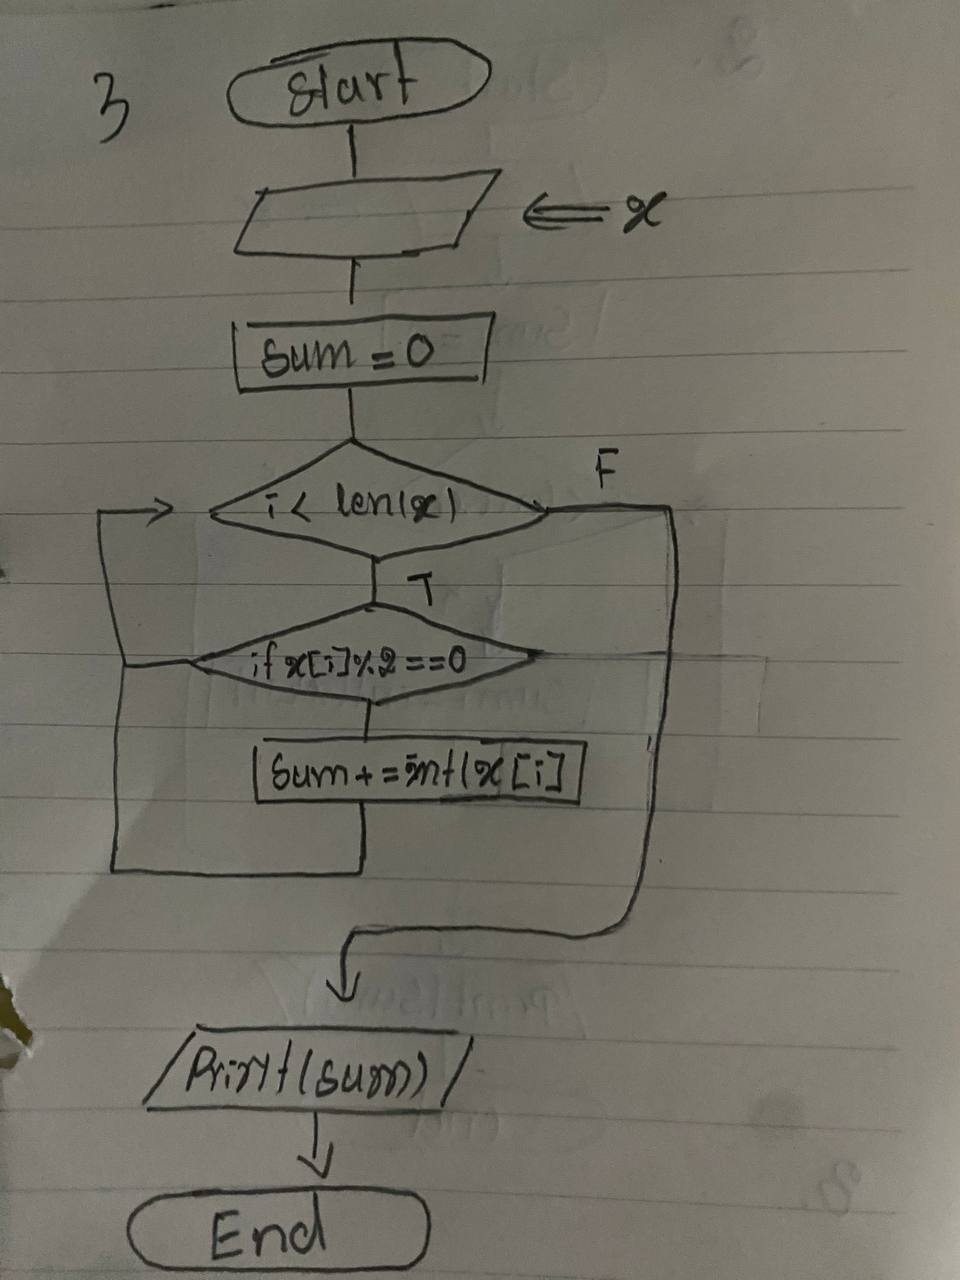 3
Start
⇐ x
Sum = 0
i < len(x)
F
T
if x[i]%2==0
Sum+=int(x[i]
Print(sum)
End